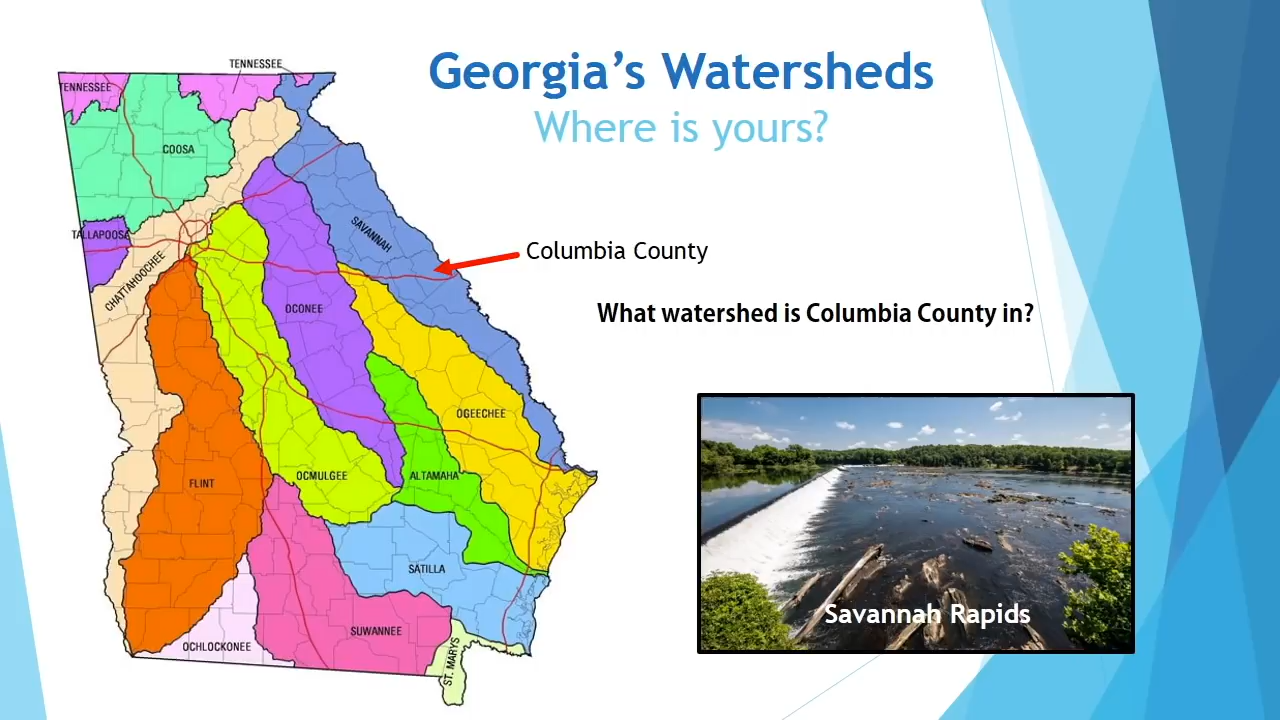 Georgia's Watersheds
Where is yours?
TENNESSEE
TENNESSEE
COOSA
TALLAPOOSE
CHATTAHOOCHEE
SAVANNAH
OCONEE
OGEECHEE
FLINT
OCMULGEE
ALTAMAHA
SATILLA
SUWANNEE
OCHLOCKONEE
ST. MARYS
Columbia County
What watershed is Columbia County in?
Savannah Rapids